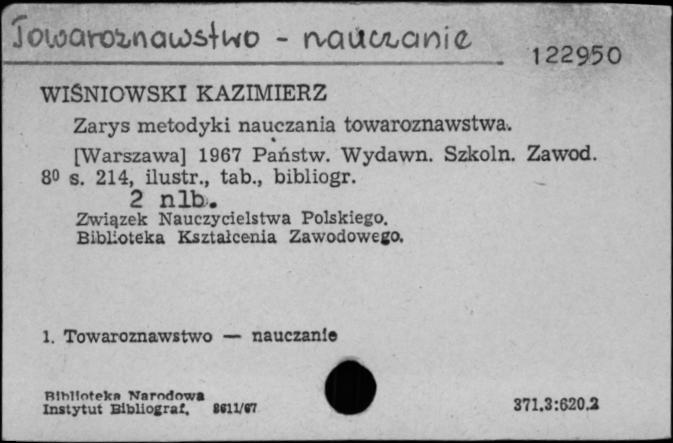 Towaroznawstwo - nauczanie
122950
WIŚNIOWSKI KAZIMIERZ
Zarys metodyki nauczania towaroznawstwa.
[Warszawa] 1967 Państw. Wydawn. Szkoln. Zawod.
8⁰ s. 214, ilustr., tab., bibliogr.
2 nlb.
Związek Nauczycielstwa Polskiego.
Biblioteka Kształcenia Zawodowego.
1. Towaroznawstwo — nauczanie
Biblioteka Narodowa
Instytut Bibliograf. 8611/67
371.3:620.2